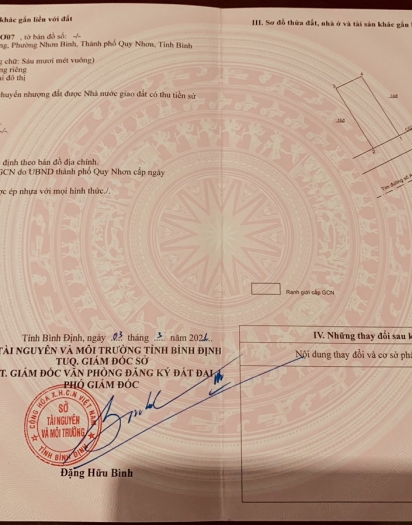 khác gắn liền với đất
007 , tờ bản đồ số: -/-
ng, Phường Nhơn Bình, Thành phố Quy Nhơn, Tỉnh Bình
g chữ: Sáu mươi mét vuông)
ng riêng
ại đô thị
huyển nhượng đất được Nhà nước giao đất có thu tiền sử
-/-
định theo bản đồ địa chính.
GCN do UBND thành phố Quy Nhơn cấp ngày
ợc ép nhựa với mọi hình thức./.
Tỉnh Bình Định, ngày 03 tháng 3 năm
TÀI NGUYÊN VÀ MÔI TRƯỜNG TỈNH BÌNH ĐỊNH
TUQ. GIÁM ĐỐC SỞ
T. GIÁM ĐỐC VĂN PHÒNG ĐĂNG KÝ ĐẤT ĐAI
PHÓ GIÁM ĐỐC
CỘNG HÒA X.H.C.N VIỆT NAM
SỞ
TÀI NGUYÊN
VÀ MÔI TRƯỜNG
TỈNH BÌNH ĐỊNH
Đặng Hữu Bình
III. Sơ đồ thửa đất, nhà ở và tài sản khác gắn
Tim đường số
Ranh giới cấp GCN
IV. Những thay đổi sau k
Nội dung thay đổi và cơ sở ph